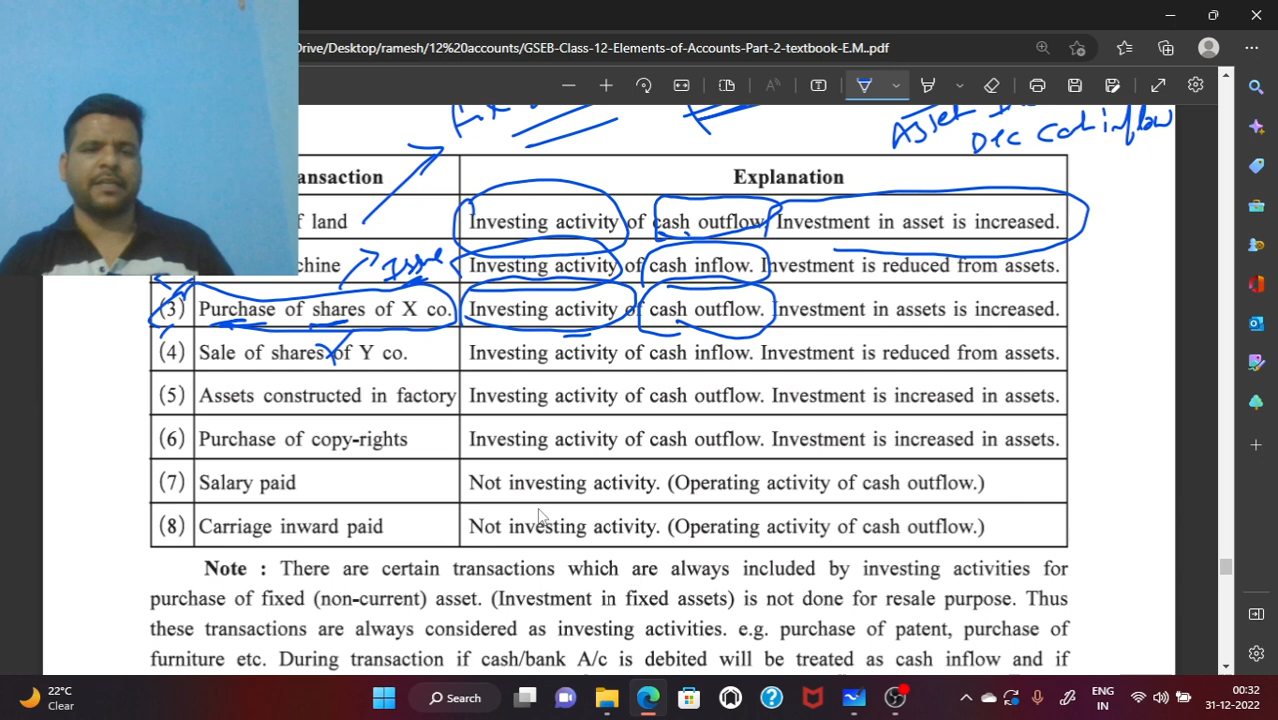 Drive/Desktop/ramesh/12%20accounts/GSEB-Class-12-Elements-of-Accounts-Part-2-textbook-E.M..pdf
Asset
Dec cash inflow
ansaction Explanation
f land Investing activity of cash outflow. Investment in asset is increased.
Issue
chine Investing activity of cash inflow. Investment is reduced from assets.
(3) Purchase of shares of X co. Investing activity of cash outflow. Investment in assets is increased.
(4) Sale of shares of Y co. Investing activity of cash inflow. Investment is reduced from assets.
(5) Assets constructed in factory Investing activity of cash outflow. Investment is increased in assets.
(6) Purchase of copy-rights Investing activity of cash outflow. Investment is increased in assets.
(7) Salary paid Not investing activity. (Operating activity of cash outflow.)
(8) Carriage inward paid Not investing activity. (Operating activity of cash outflow.)
Note : There are certain transactions which are always included by investing activities for
purchase of fixed (non-current) asset. (Investment in fixed assets) is not done for resale purpose. Thus
these transactions are always considered as investing activities. e.g. purchase of patent, purchase of
furniture etc. During transaction if cash/bank A/c is debited will be treated as cash inflow and if
22°C
Clear
Search
ENG
IN
00:32
31-12-2022